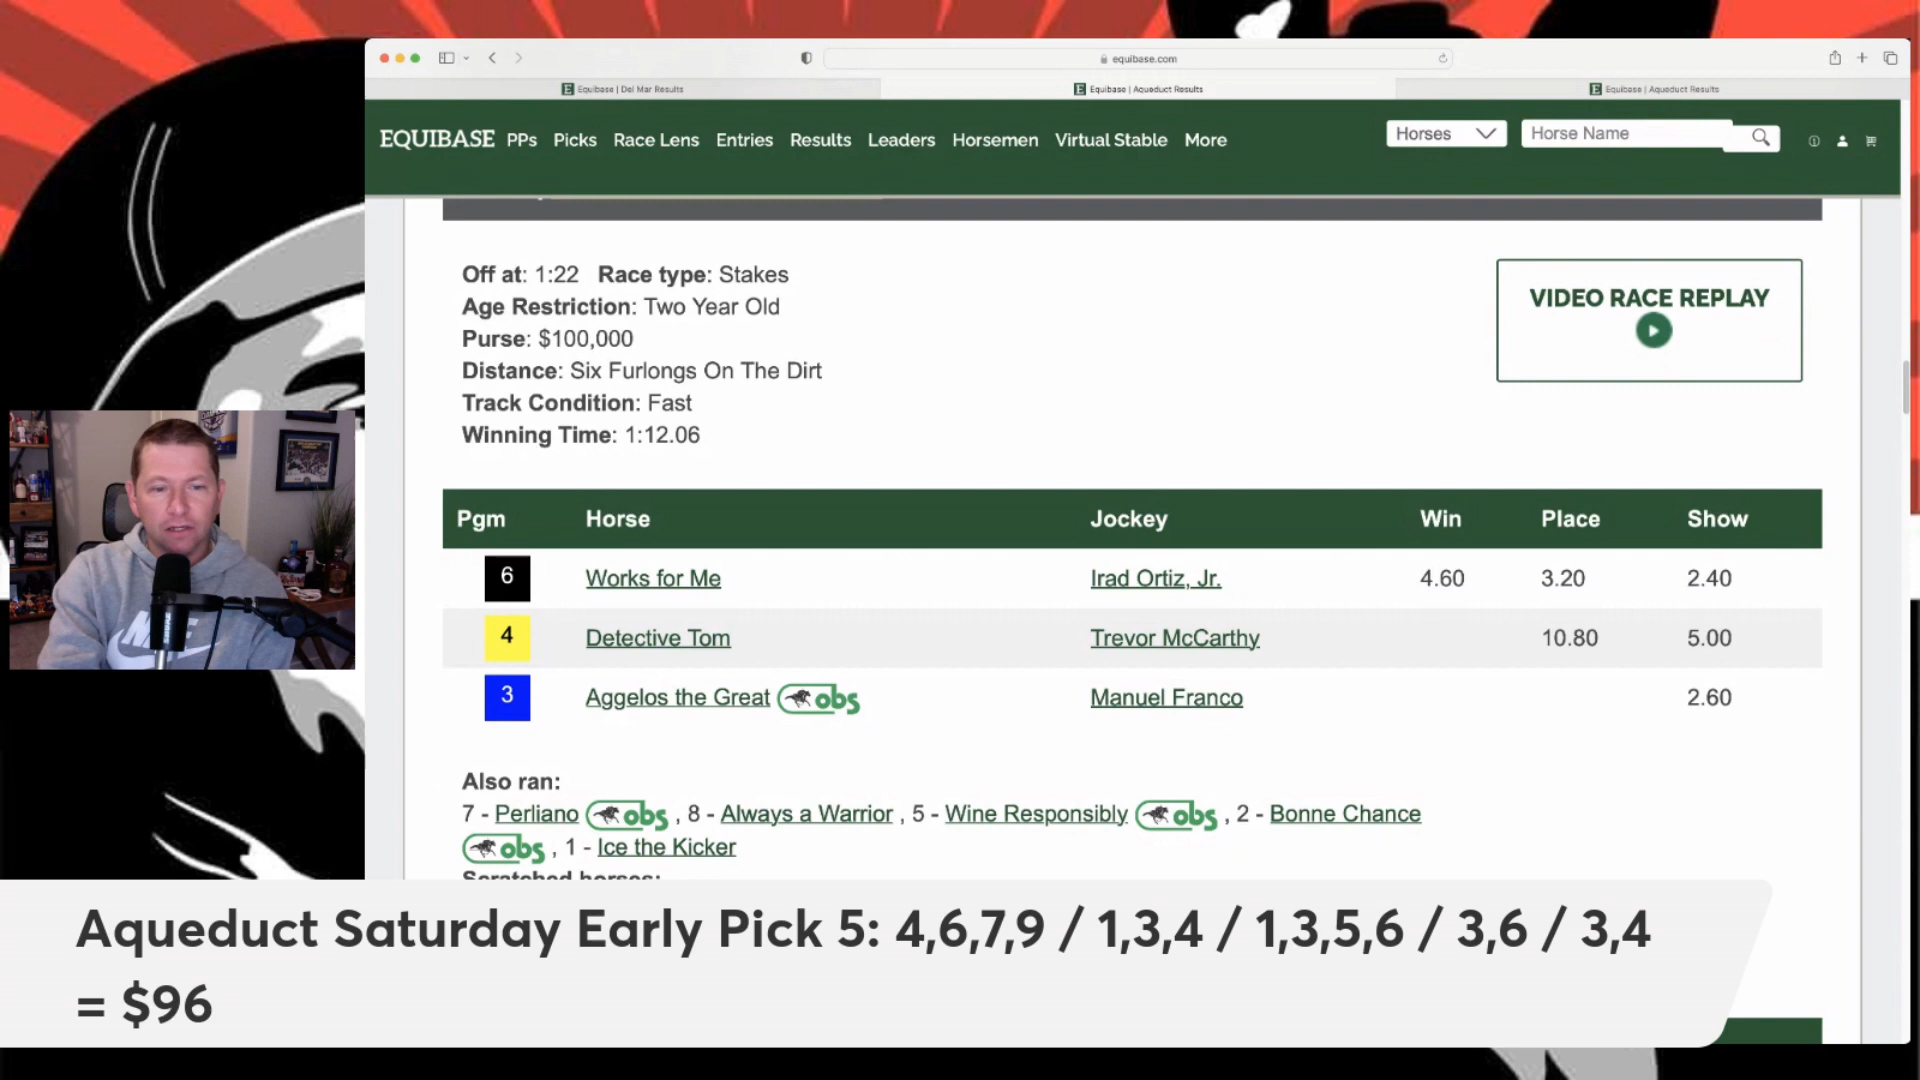 equibase.com
Equibase | Del Mar Results
Equibase | Aqueduct Results
Equibase | Aqueduct Results
EQUIBASE PPs Picks Race Lens Entries Results Leaders Horsemen Virtual Stable More
Horses
Horse Name
Off at: 1:22 Race type: Stakes
Age Restriction: Two Year Old
Purse: $100,000
Distance: Six Furlongs On The Dirt
Track Condition: Fast
Winning Time: 1:12.06
VIDEO RACE REPLAY
Pgm Horse Jockey Win Place Show
6 Works for Me Irad Ortiz, Jr. 4.60 3.20 2.40
4 Detective Tom Trevor McCarthy 10.80 5.00
3 Aggelos the Great obs Manuel Franco 2.60
Also ran:
7 - Perliano obs , 8 - Always a Warrior , 5 - Wine Responsibly obs , 2 - Bonne Chance
obs , 1 - Ice the Kicker
Scratched horses:
Aqueduct Saturday Early Pick 5: 4,6,7,9 / 1,3,4 / 1,3,5,6 / 3,6 / 3,4
= $96